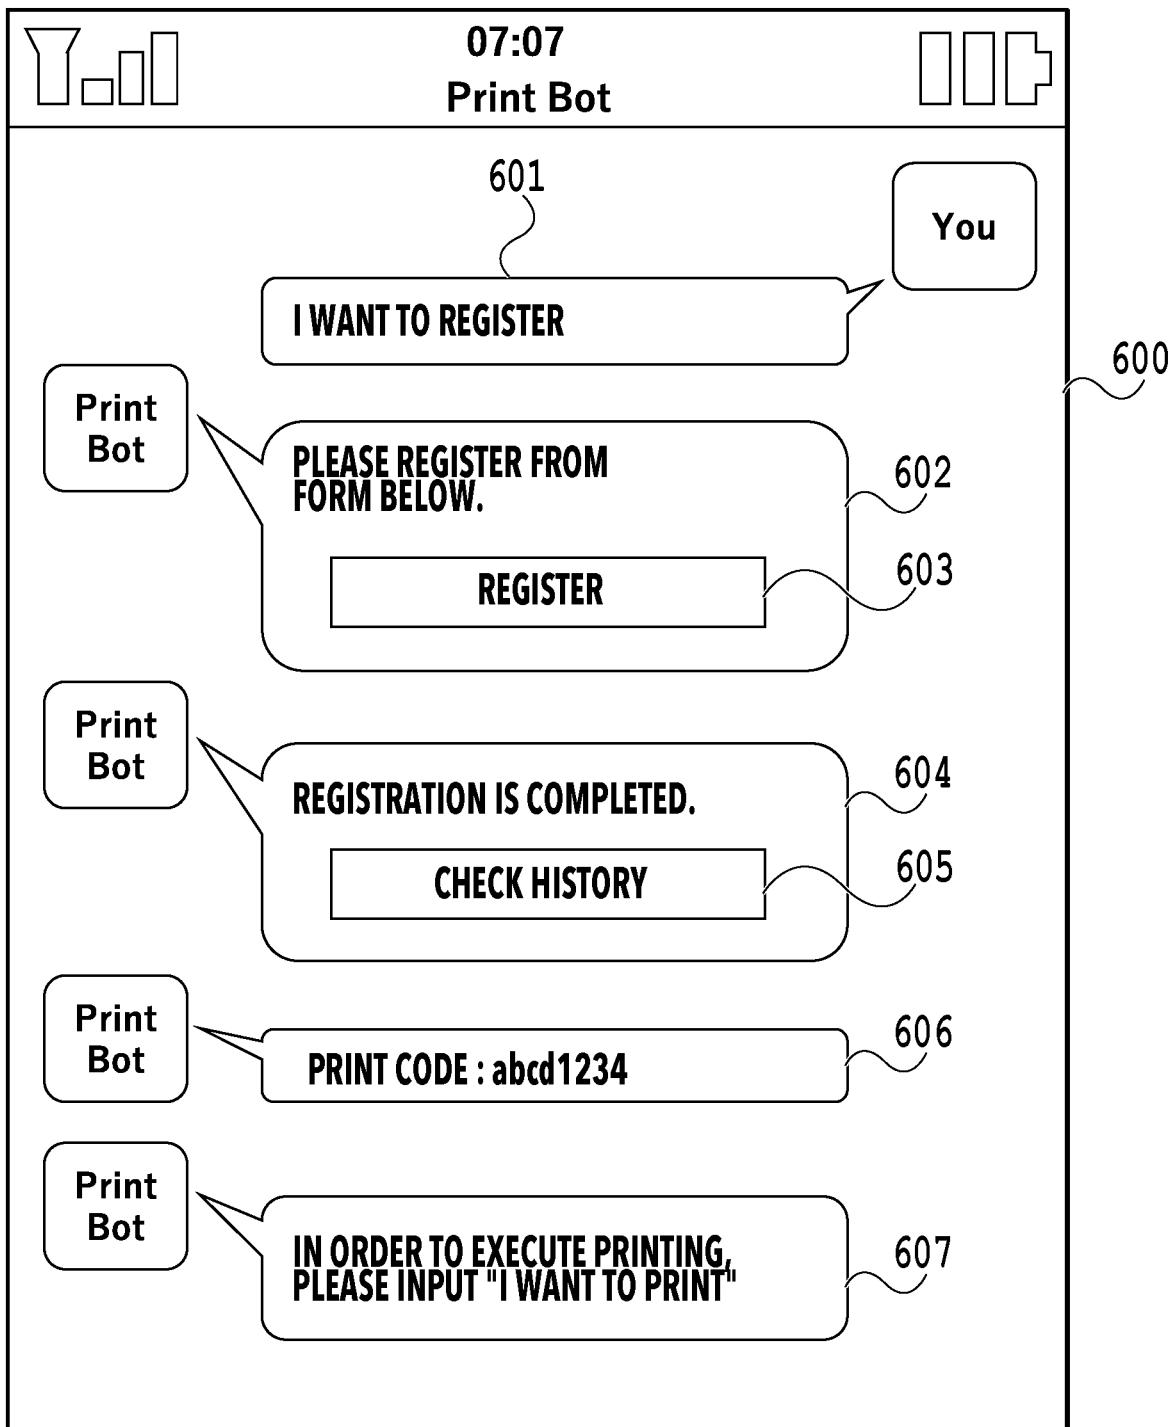 07:07
Print Bot
601
You
I WANT TO REGISTER
600
Print
Bot
PLEASE REGISTER FROM
FORM BELOW.
602
REGISTER
603
Print
Bot
REGISTRATION IS COMPLETED.
604
CHECK HISTORY
605
Print
Bot
PRINT CODE : abcd1234
606
Print
Bot
IN ORDER TO EXECUTE PRINTING,
PLEASE INPUT "I WANT TO PRINT"
607